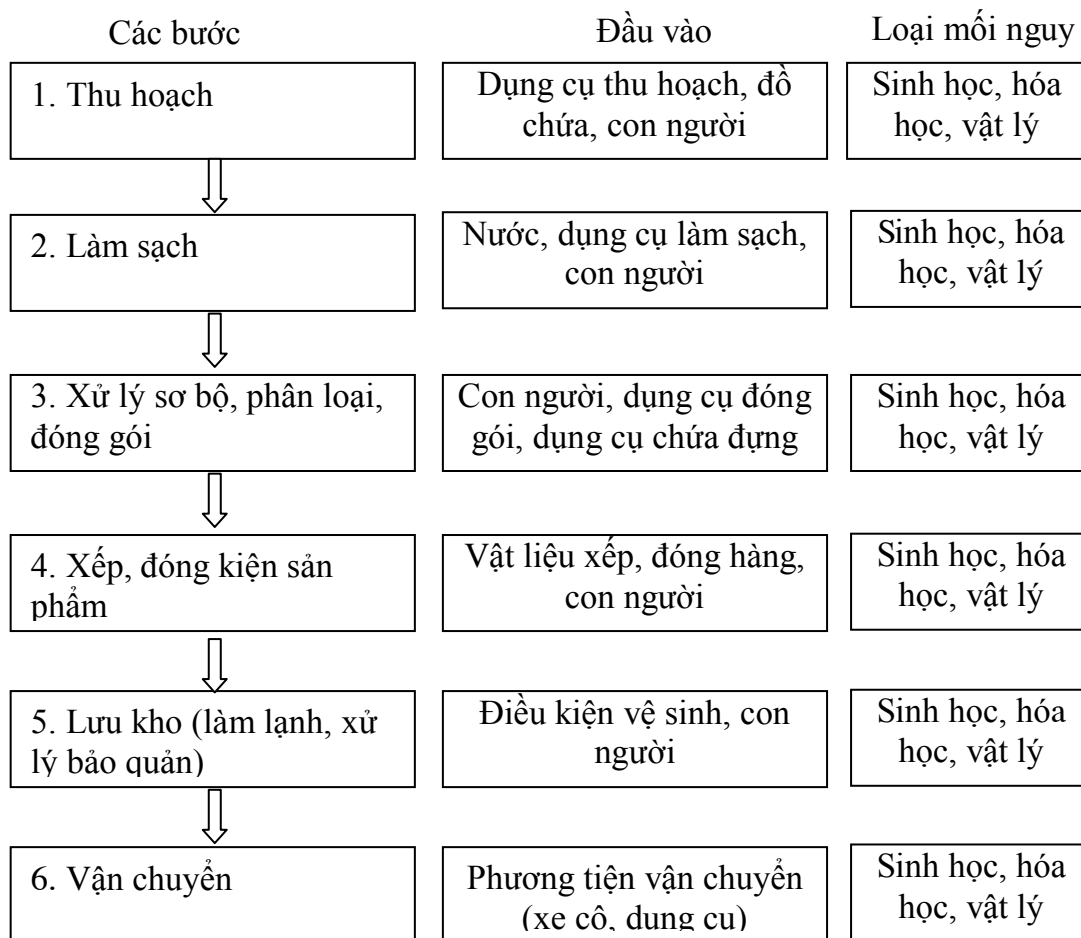 Các bước
Đầu vào
Loại mối nguy
1. Thu hoạch
Dụng cụ thu hoạch, đồ
chứa, con người
Sinh học, hóa
học, vật lý
2. Làm sạch
Nước, dụng cụ làm sạch,
con người
Sinh học, hóa
học, vật lý
3. Xử lý sơ bộ, phân loại,
đóng gói
Con người, dụng cụ đóng
gói, dụng cụ chứa đựng
Sinh học, hóa
học, vật lý
4. Xếp, đóng kiện sản
phẩm
Vật liệu xếp, đóng hàng,
con người
Sinh học, hóa
học, vật lý
5. Lưu kho (làm lạnh, xử
lý bảo quản)
Điều kiện vệ sinh, con
người
Sinh học, hóa
học, vật lý
6. Vận chuyển
Phương tiện vận chuyển
(xe cộ, dụng cụ)
Sinh học, hóa
học, vật lý